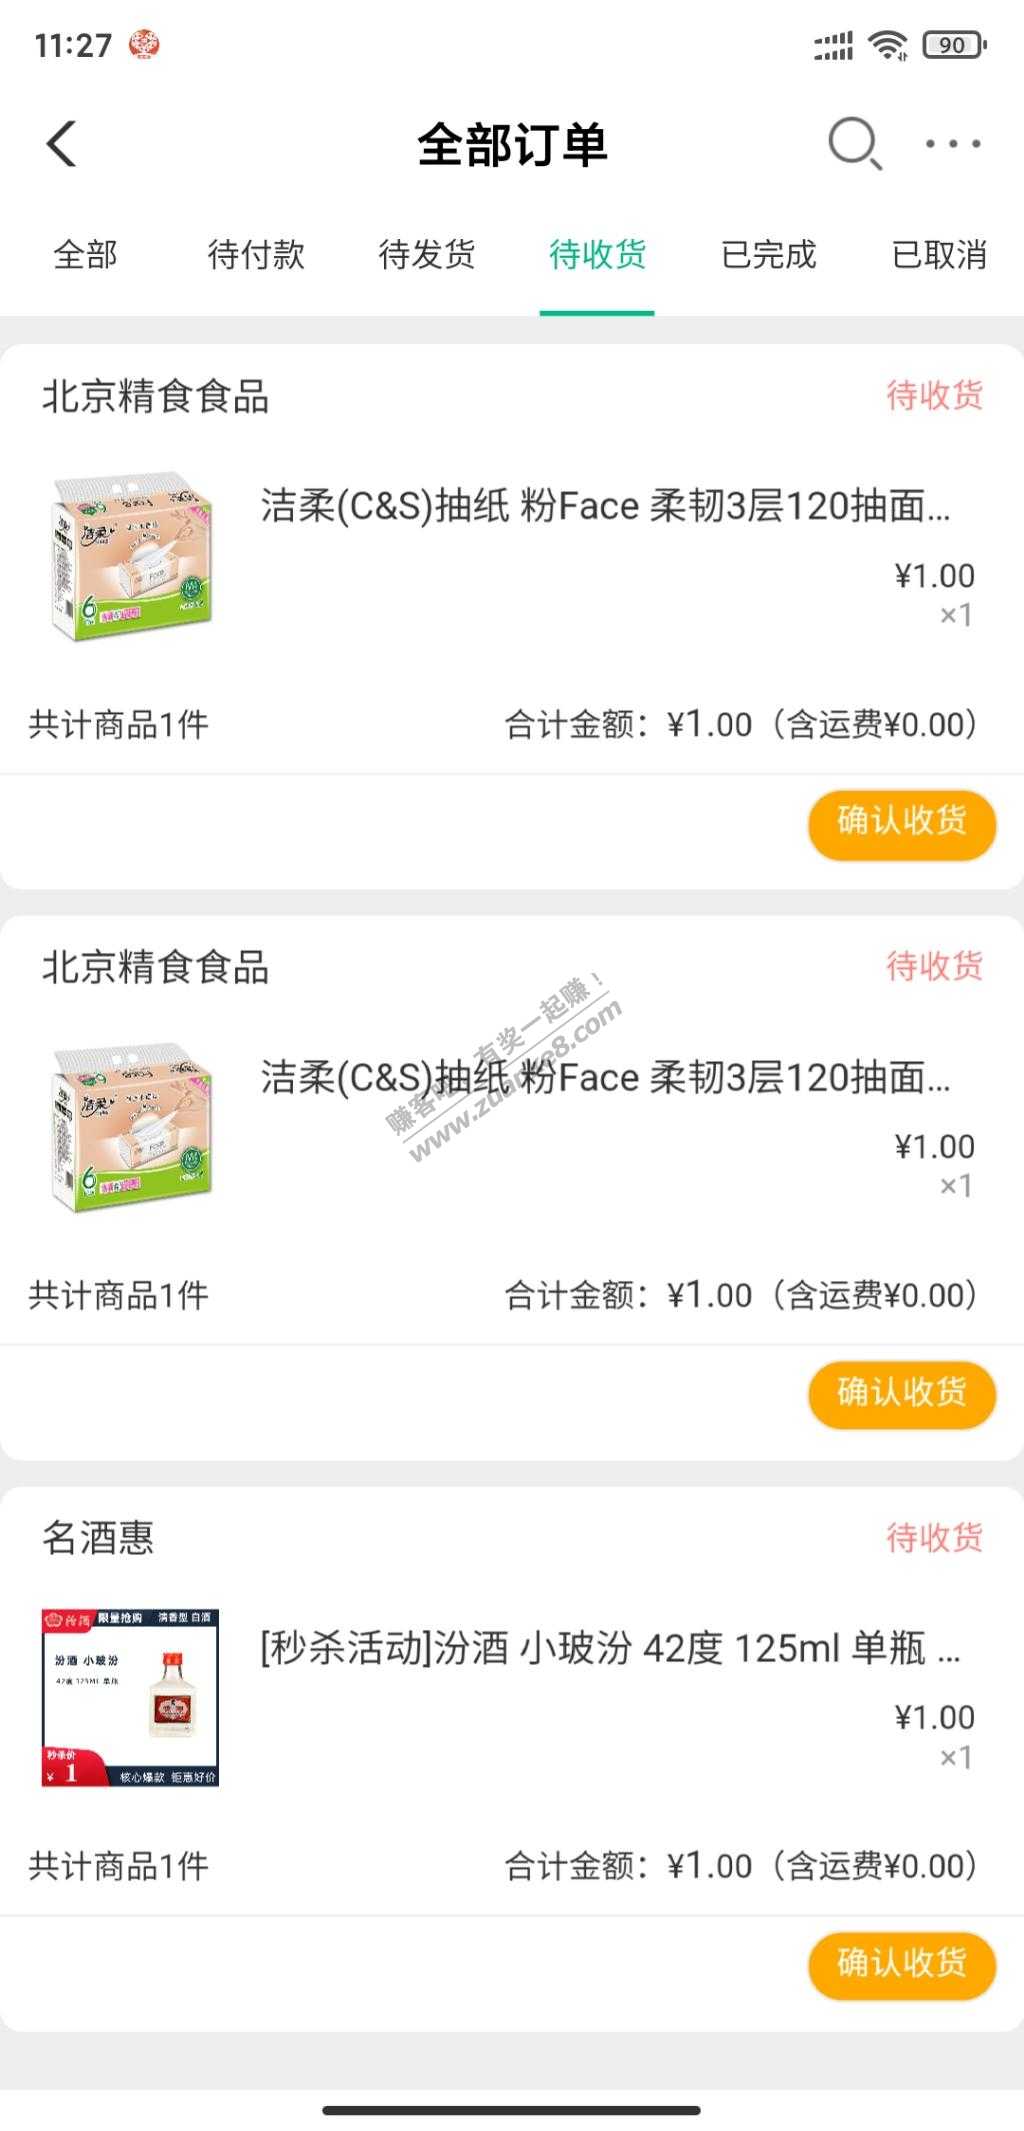 11:27
90
全部订单
全部 待付款 待发货 待收货 已完成 已取消
北京精食食品 待收货
洁柔(C&S)抽纸 粉Face 柔韧3层120抽面...
¥1.00
×1
共计商品1件 合计金额：¥1.00（含运费¥0.00）
确认收货
北京精食食品 待收货
洁柔(C&S)抽纸 粉Face 柔韧3层120抽面...
¥1.00
×1
赚客吧，有奖一起赚！
www.zuanke8.com
共计商品1件 合计金额：¥1.00（含运费¥0.00）
确认收货
名酒惠 待收货
汾酒 限量抢购 清香型 白酒
汾酒 小玻汾
42度 125ML 单瓶
秒杀价
¥ 1
核心爆款 钜惠好价
[秒杀活动]汾酒 小玻汾 42度 125ml 单瓶 ...
¥1.00
×1
共计商品1件 合计金额：¥1.00（含运费¥0.00）
确认收货